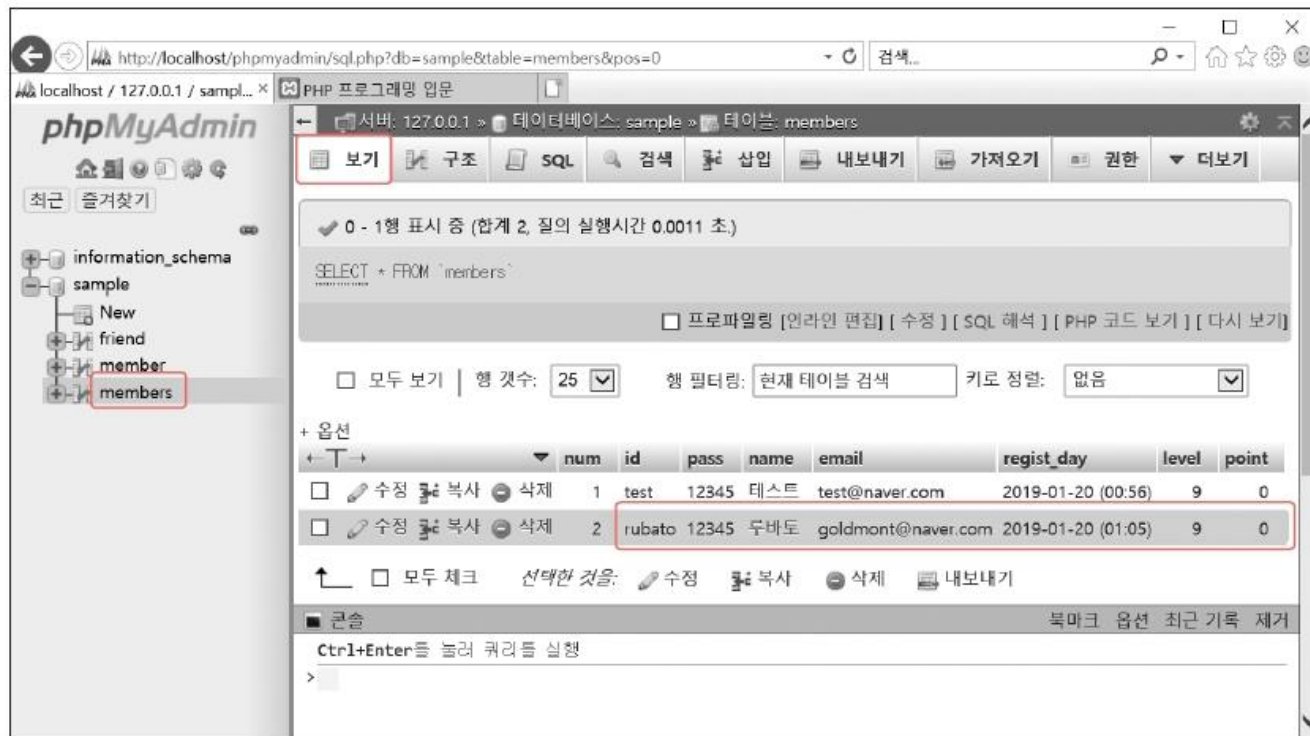 http://localhost/phpmyadmin/sql.php?db=sample&table=members&pos=0 검색...
localhost / 127.0.0.1 / sampl... PHP 프로그래밍 입문
phpMyAdmin
최근 즐겨찾기
information_schema
sample
New
friend
member
members
서버: 127.0.0.1 » 데이터베이스: sample » 테이블: members
보기 구조 SQL 검색 삽입 내보내기 가져오기 권한 더보기
0 - 1행 표시 중 (합계 2, 질의 실행시간 0.0011 초.)
SELECT * FROM `members`
프로파일링 [인라인 편집] [ 수정 ] [ SQL 해석 ] [ PHP 코드 보기 ] [ 다시 보기]
모두 보기 | 행 갯수: 25 행 필터링: 현재 테이블 검색 키로 정렬: 없음
+ 옵션
←T→ num id pass name email regist_day level point
수정 복사 삭제 1 test 12345 테스트 test@naver.com 2019-01-20 (00:56) 9 0
수정 복사 삭제 2 rubato 12345 루바토 goldmont@naver.com 2019-01-20 (01:05) 9 0
모두 체크 선택한 것을: 수정 복사 삭제 내보내기
콘솔 북마크 옵션 최근 기록 제거
Ctrl+Enter를 눌러 쿼리를 실행
>